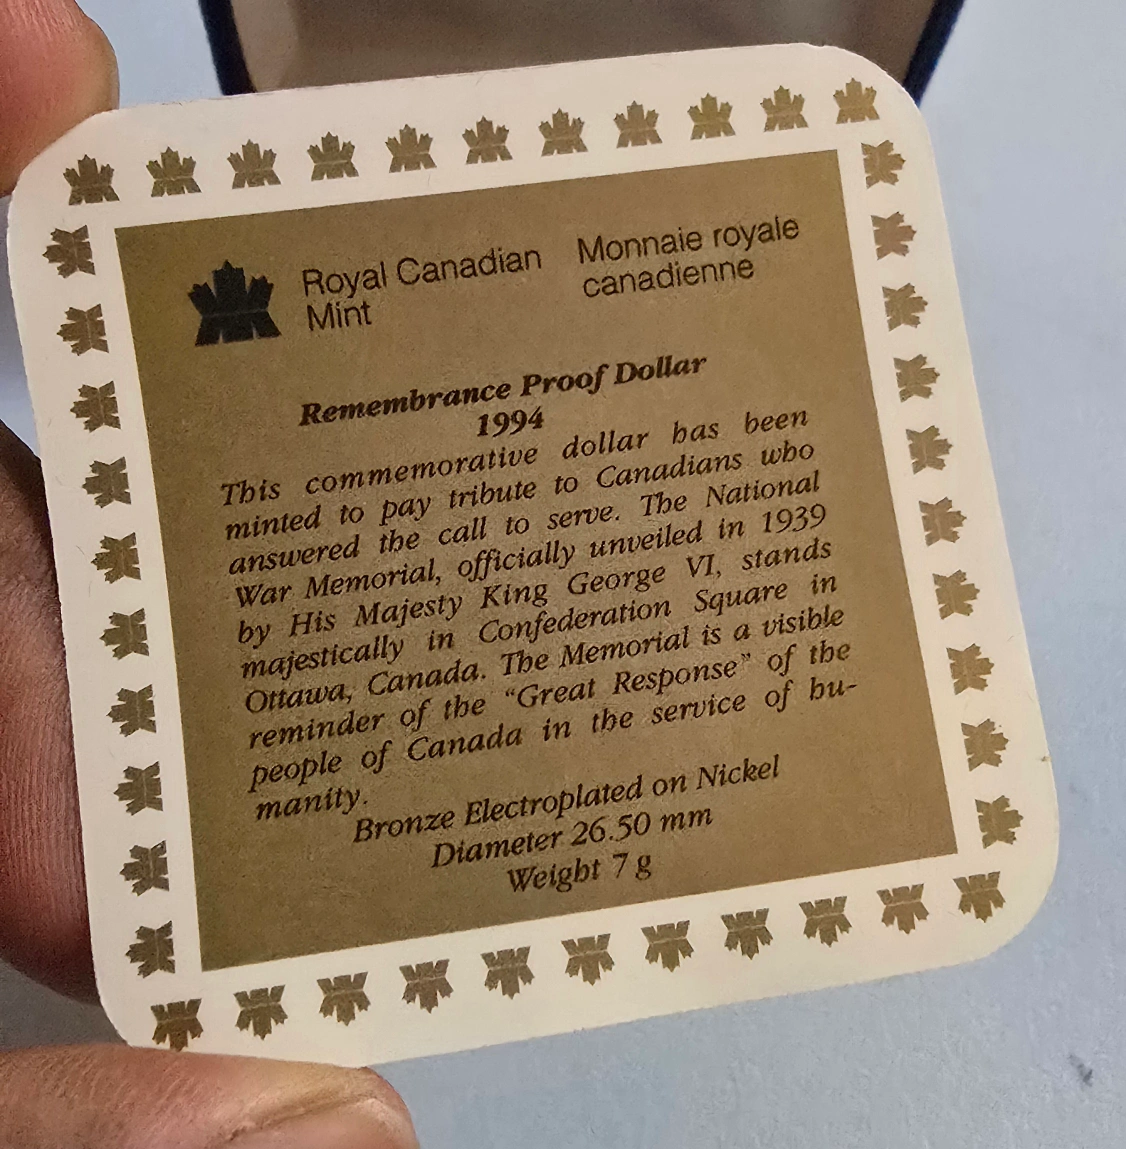 Royal Canadian Mint
Monnaie royale canadienne
Remembrance Proof Dollar
1994
This commemorative dollar has been
minted to pay tribute to Canadians who
answered the call to serve. The National
War Memorial, officially unveiled in 1939
by His Majesty King George VI, stands
majestically in Confederation Square in
Ottawa, Canada. The Memorial is a visible
reminder of the “Great Response” of the
people of Canada in the service of hu-
manity.
Bronze Electroplated on Nickel
Diameter 26.50 mm
Weight 7 g